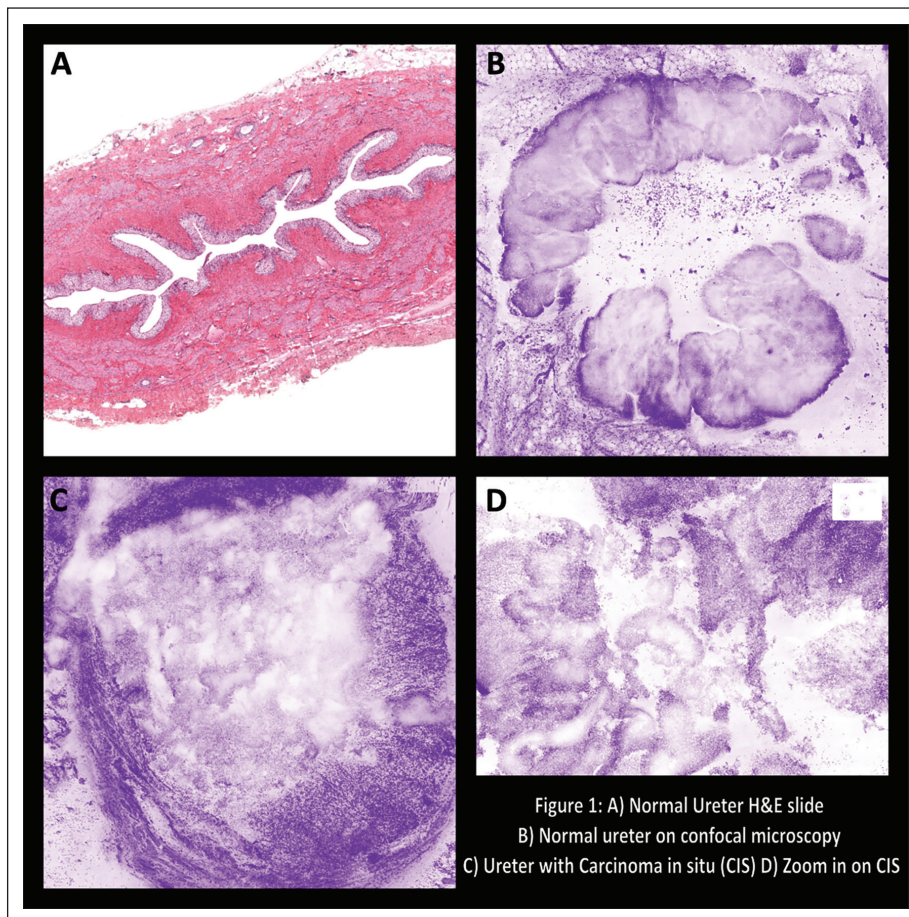 A
B
C
D
Figure 1: A) Normal Ureter H&E slide
B) Normal ureter on confocal microscopy
C) Ureter with Carcinoma in situ (CIS) D) Zoom in on CIS